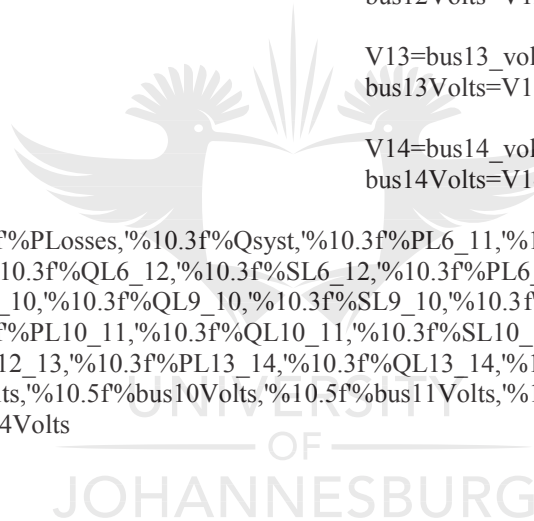 bus12Volts=V1
V13=bus13_vol
bus13Volts=V1
V14=bus14_vol
bus14Volts=V1
f'%PLosses,'%10.3f'%Qsyst,'%10.3f'%PL6_11,'%1
10.3f'%QL6_12,'%10.3f'%SL6_12,'%10.3f'%PL6_
_10,'%10.3f'%QL9_10,'%10.3f'%SL9_10,'%10.3f'
f'%PL10_11,'%10.3f'%QL10_11,'%10.3f'%SL10_
12_13,'%10.3f'%PL13_14,'%10.3f'%QL13_14,'%1
lts,'%10.5f'%bus10Volts,'%10.5f'%bus11Volts,'%1
4Volts
UNIVERSITY
OF
JOHANNESBURG